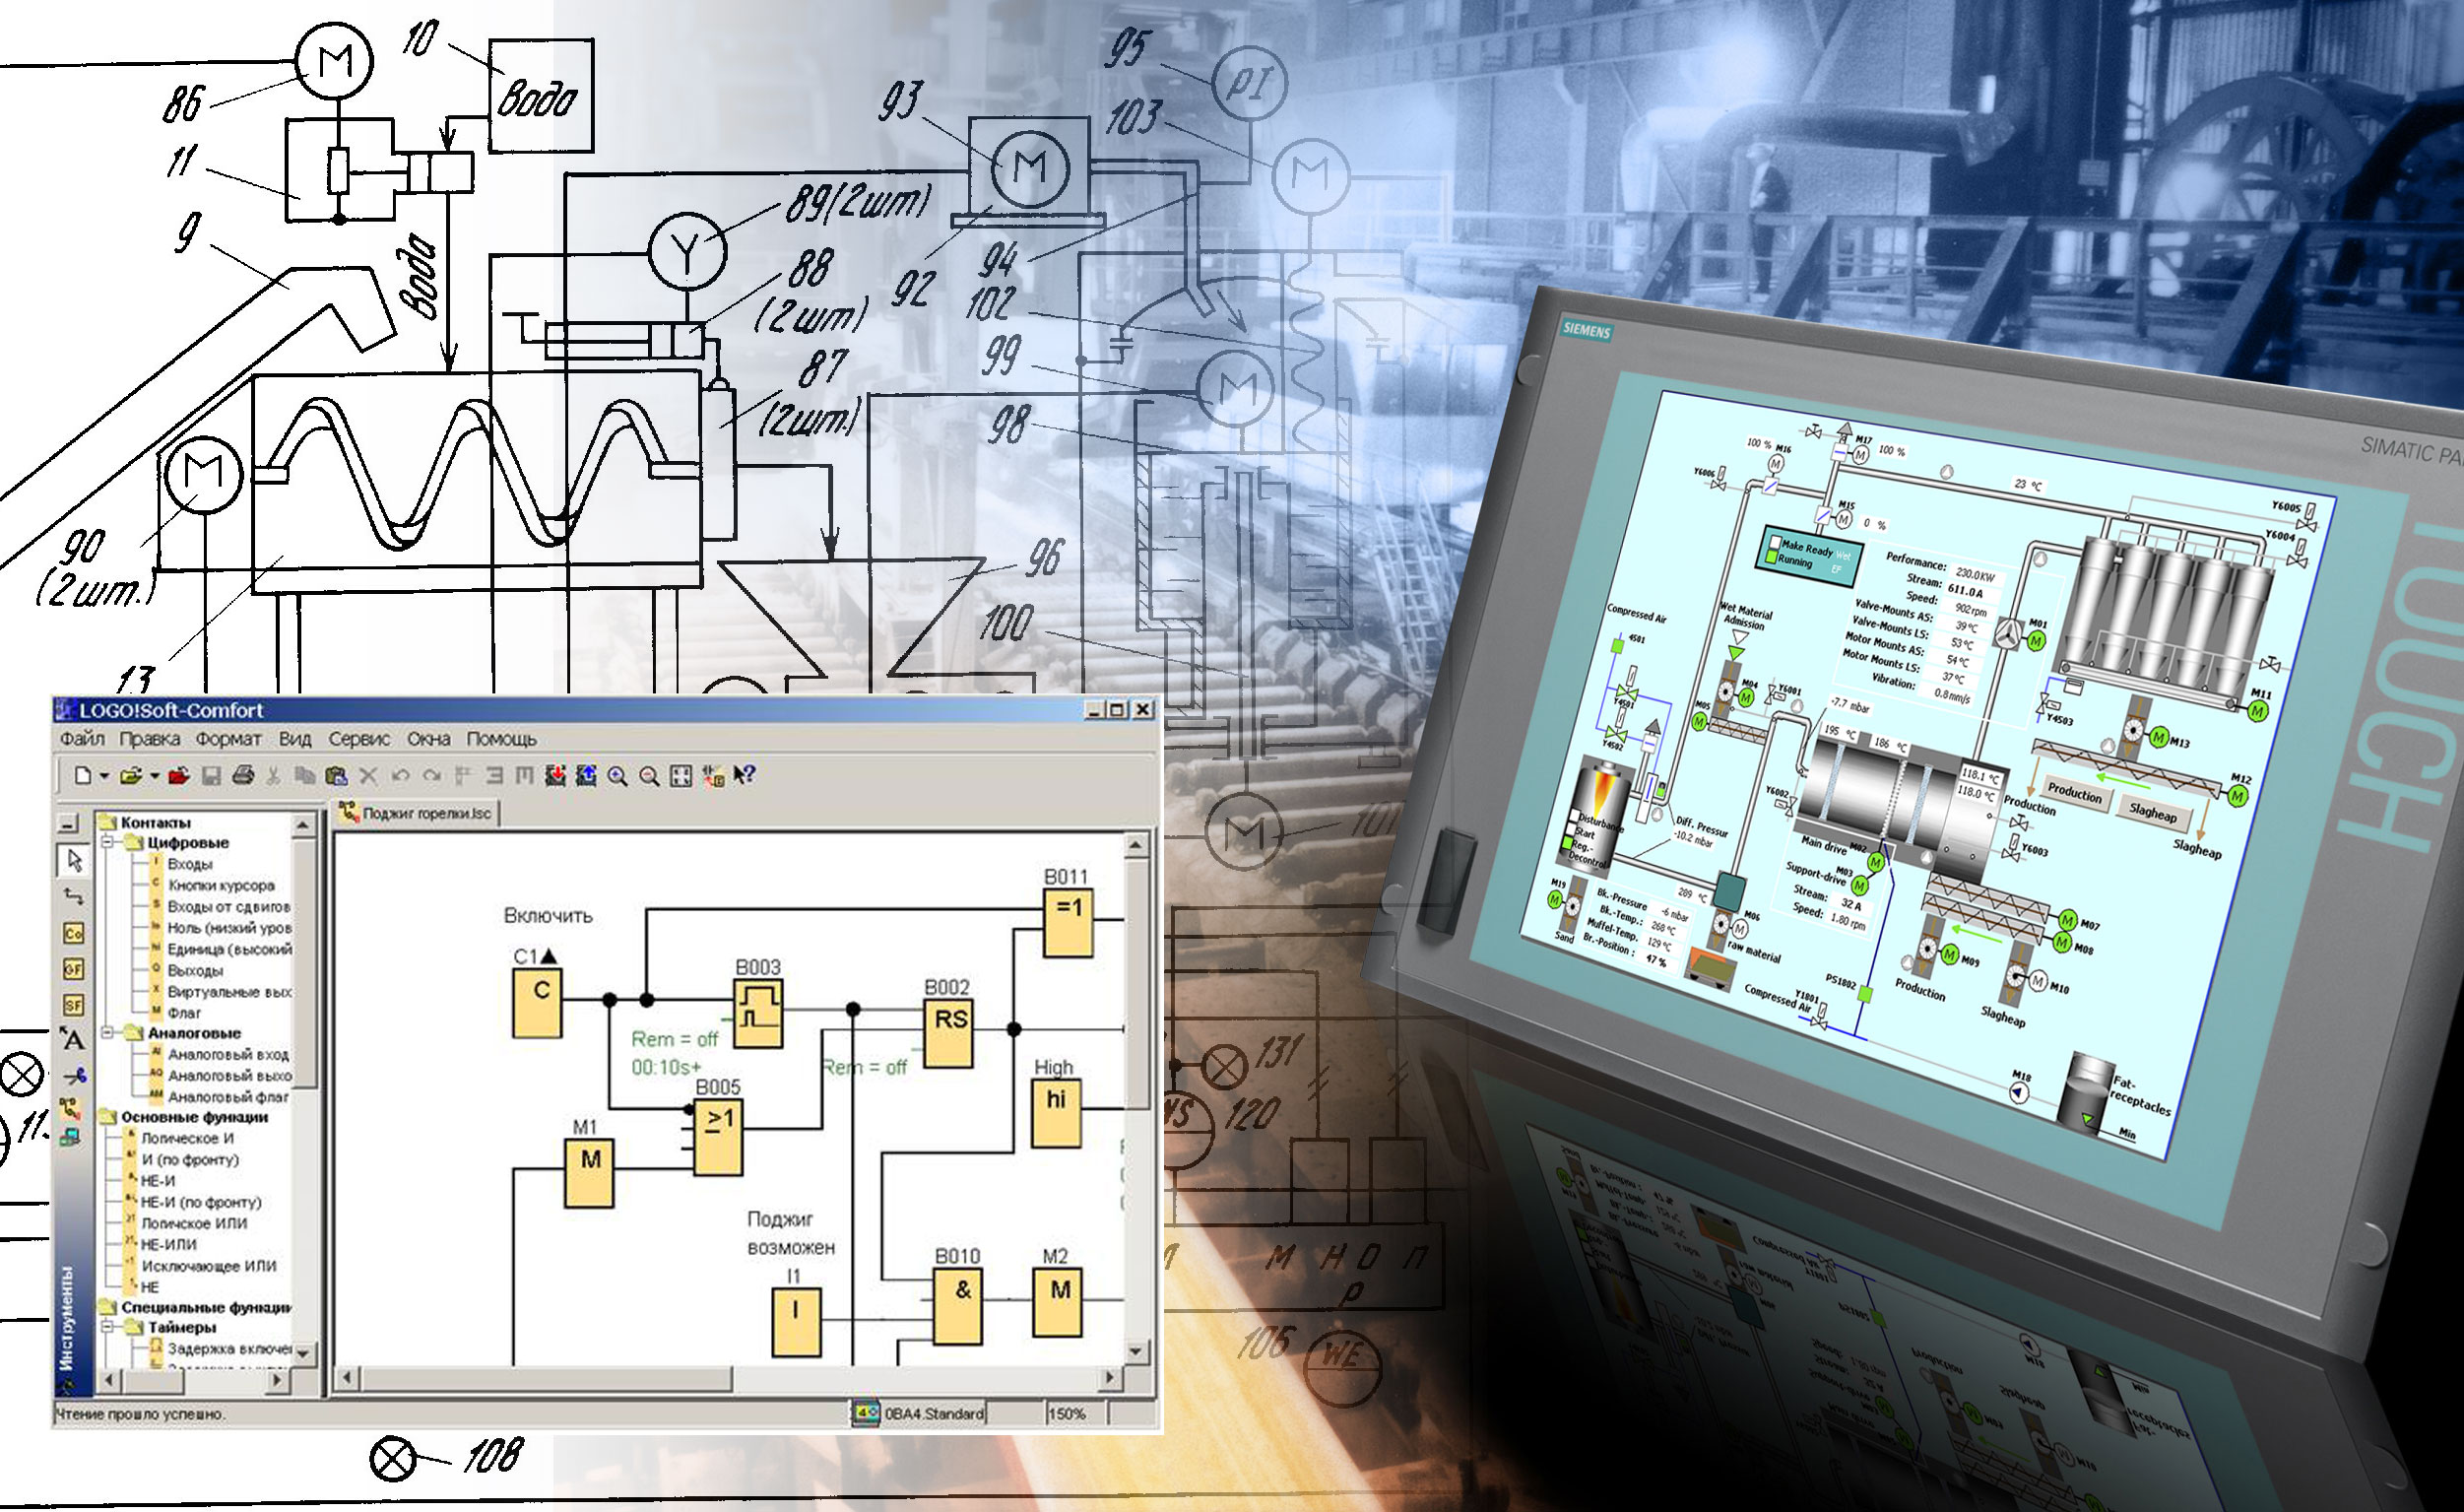 86
10
Вода
11
9
Вода
89(2шт)
88
(2шт)
87
(2шт.)
90
(2шт.)
13
93
92
95
PI
103
94
102
99
98
96
100
101
131
120
М Н О П
Р
106
WE
108
LOGO!Soft-Comfort
Файл Правка Формат Вид Сервис Окна Помощь
Поджиг горелки.lsc
Контакты
Цифровые
Входы
Кнопки курсора
Входы от сдвигов
Ноль (низкий уров
Единица (высокий
Выходы
Виртуальные вых
Флаг
Аналоговые
Аналоговый вход
Аналоговый выхо
Аналоговый флаг
Основные функции
Логическое И
И (по фронту)
НЕ-И
НЕ-И (по фронту)
Логичское ИЛИ
НЕ-ИЛИ
Исключающее ИЛИ
НЕ
Специальные функции
Таймеры
Задержка включе
Инструменты
Co
GF
SF
Включить
C1
C
B003
Rem = off
00:10s+
B005
≥1
M1
M
B002
RS
Rem = off
B011
=1
High
hi
Поджиг
возможен
I1
I
B010
&
M2
M
Чтение прошло успешно.
0BA4.Standard
150%
SIEMENS
SIMATIC PA
TOUCH
M17
100 %
M16
100 %
Y6006
M15
0 %
23 °C
Y6005
Y6004
Make Ready Wet
Running EF
Performance: 230.0KW
Stream: 611.0 A
Speed: 902 rpm
Valve-Mounts AS: 39 °C
Valve-Mounts LS: 53 °C
Motor Mounts AS: 54 °C
Motor Mounts LS: 37 °C
Vibration: 0.8 mm/s
M01
Compressed Air
4501
Y4501
Y4502
Wet Material
Admission
M04
M05
Y6001
-7.7 mbar
195 °C
186 °C
118.1 °C
118.0 °C
Y6002
Y4503
M11
M13
M12
Production
Slagheap
Production
Slagheap
Y6003
Disturbance
Start
Reg.-
Decontrol
Diff. Pressur
-10.2 mbar
Main drive M02
M03
Support-drive
Stream: 32 A
Speed: 1.80 rpm
289 °C
M19
Sand
Bk.-Pressure -6 mbar
Bk.-Temp.: 268 °C
Muffel-Temp. 129 °C
Br.-Position : 47 %
M06
raw material
M07
M08
M09
M10
Production
Slagheap
PS1802
Y1801
Compressed Air
M18
Fat-
receptacles
Min